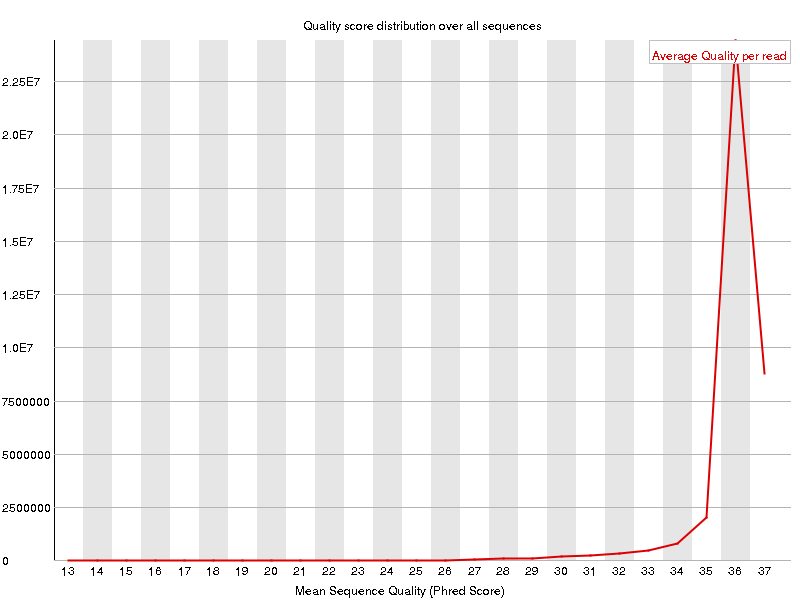 Quality score distribution over all sequences
Average Quality per read
2.25E7
2.0E7
1.75E7
1.5E7
1.25E7
1.0E7
7500000
5000000
2500000
0
13 14 15 16 17 18 19 20 21 22 23 24 25 26 27 28 29 30 31 32 33 34 35 36 37
Mean Sequence Quality (Phred Score)